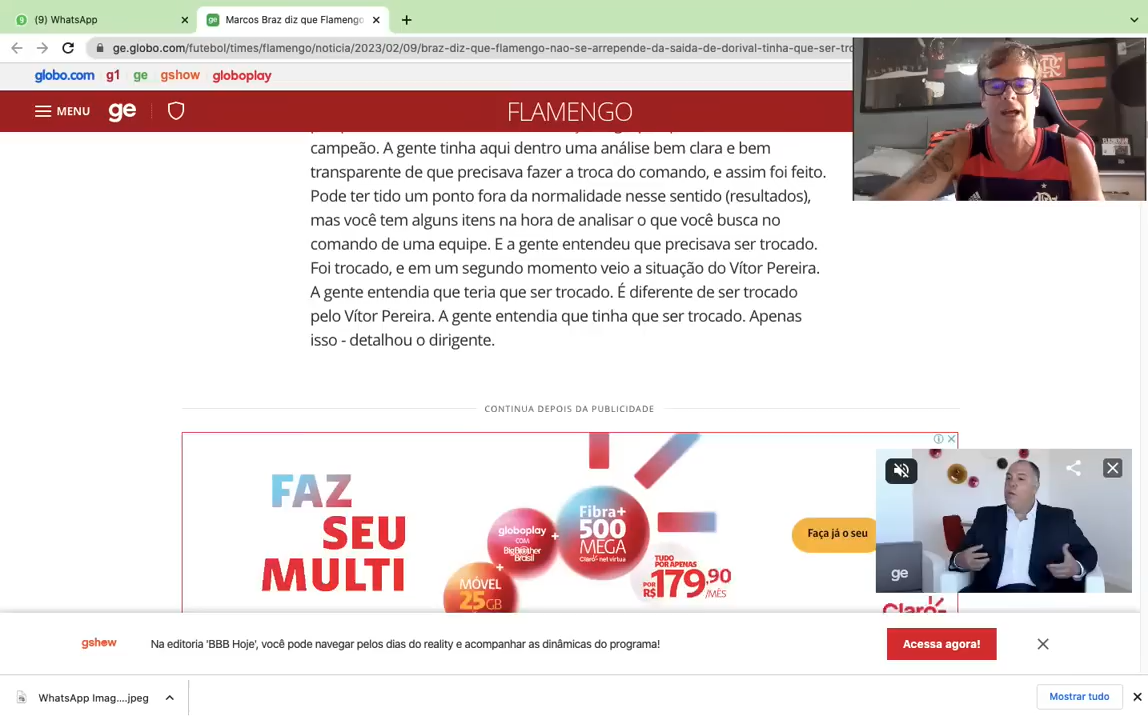 (9) WhatsApp
Marcos Braz diz que Flamengo
ge.globo.com/futebol/times/flamengo/noticia/2023/02/09/braz-diz-que-flamengo-nao-se-arrepende-da-saida-de-dorival-tinha-que-ser-tro
globo.com g1 ge gshow globoplay
MENU ge FLAMENGO
campeão. A gente tinha aqui dentro uma análise bem clara e bem
transparente de que precisava fazer a troca do comando, e assim foi feito.
Pode ter tido um ponto fora da normalidade nesse sentido (resultados),
mas você tem alguns itens na hora de analisar o que você busca no
comando de uma equipe. E a gente entendeu que precisava ser trocado.
Foi trocado, e em um segundo momento veio a situação do Vítor Pereira.
A gente entendia que teria que ser trocado. É diferente de ser trocado
pelo Vítor Pereira. A gente entendia que tinha que ser trocado. Apenas
isso - detalhou o dirigente.
CONTINUA DEPOIS DA PUBLICIDADE
FAZ
SEU
MULTI
globoplay
COM
Big Brother
Brasil
+
Fibra+
500
MEGA
Claro net virtua
+
MÓVEL
25GB
TUDO
POR APENAS
POR
R$179,90
/MÊS
Faça já o seu
Claro
ge
gshow
Na editoria 'BBB Hoje', você pode navegar pelos dias do reality e acompanhar as dinâmicas do programa!
Acessa agora!
WhatsApp Imag....jpeg
Mostrar tudo